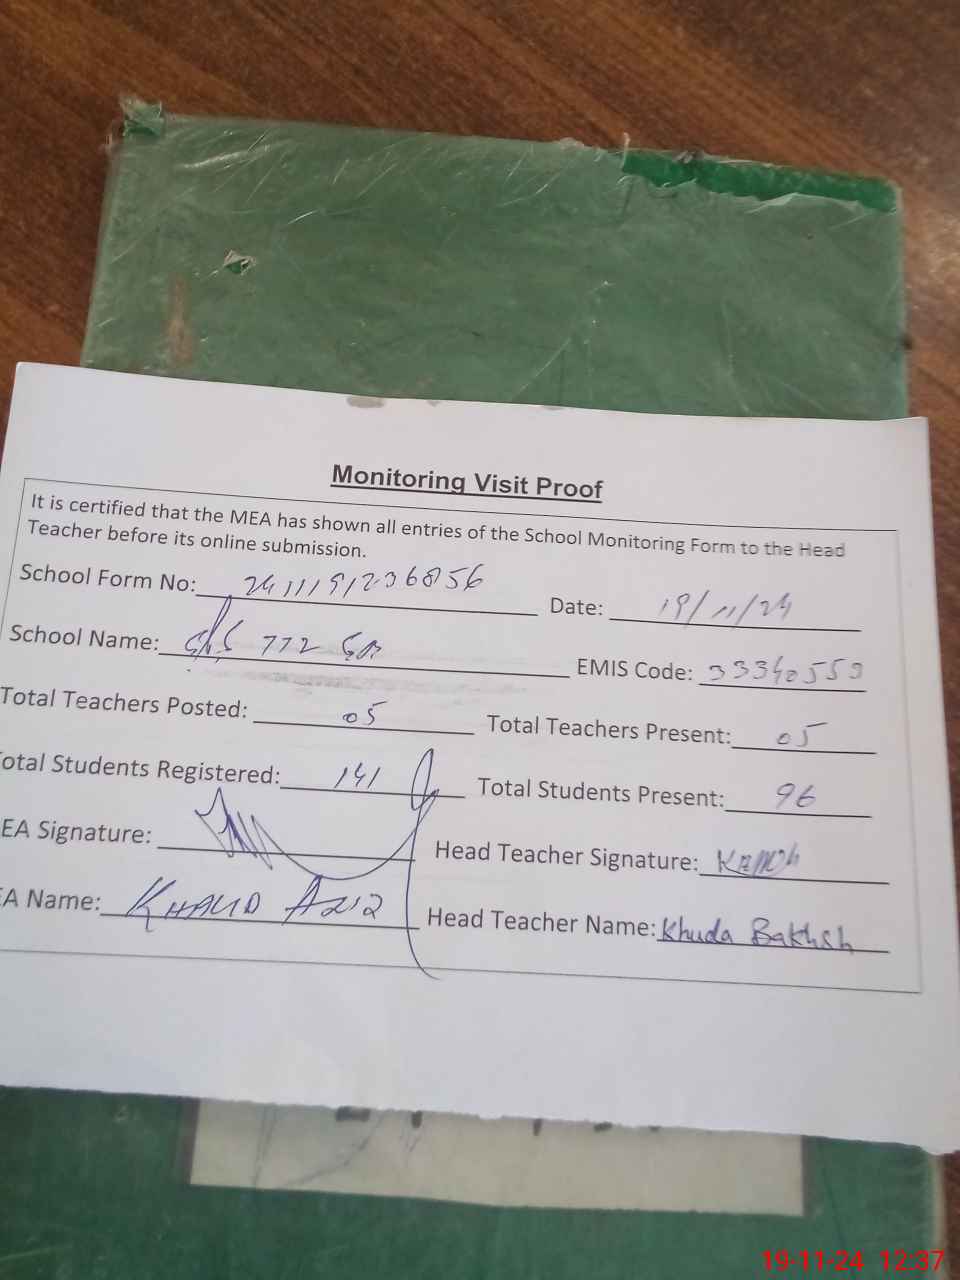 Monitoring Visit Proof
It is certified that the MEA has shown all entries of the School Monitoring Form to the Head
Teacher before its online submission.
School Form No: 2411191236856 Date: 19/11/24
School Name: 772 GB EMIS Code: 33340559
Total Teachers Posted: 05 Total Teachers Present: 05
otal Students Registered: 141 Total Students Present: 96
EA Signature: Head Teacher Signature:
EA Name: KHALID AZIZ Head Teacher Name: Khuda Bakhsh
19-11-24 12:37